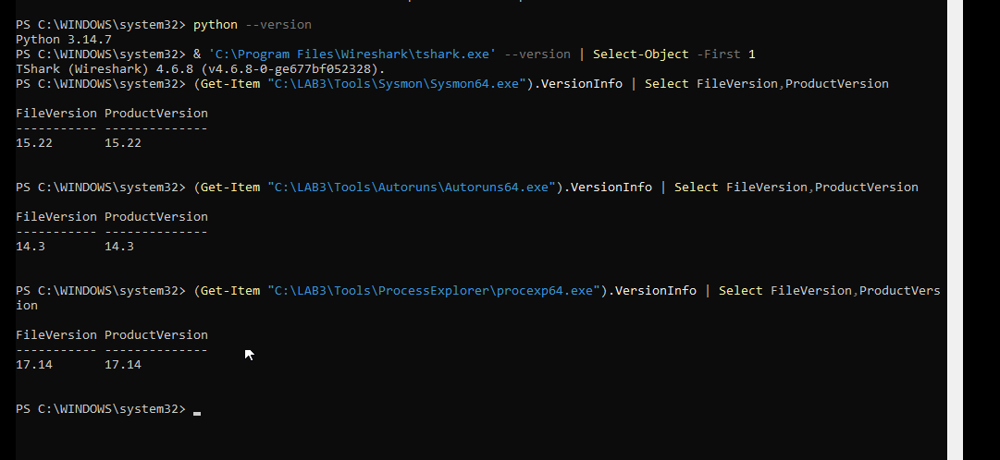 PS C:\WINDOWS\system32> python --version
Python 3.14.7
PS C:\WINDOWS\system32> & 'C:\Program Files\Wireshark\tshark.exe' --version | Select-Object -First 1
TShark (Wireshark) 4.6.8 (v4.6.8-0-ge677bf052328).
PS C:\WINDOWS\system32> (Get-Item "C:\LAB3\Tools\Sysmon\Sysmon64.exe").VersionInfo | Select FileVersion,ProductVersion
FileVersion ProductVersion
----------- --------------
15.22       15.22
PS C:\WINDOWS\system32> (Get-Item "C:\LAB3\Tools\Autoruns\Autoruns64.exe").VersionInfo | Select FileVersion,ProductVersion
FileVersion ProductVersion
----------- --------------
14.3        14.3
PS C:\WINDOWS\system32> (Get-Item "C:\LAB3\Tools\ProcessExplorer\procexp64.exe").VersionInfo | Select FileVersion,ProductVers
ion
FileVersion ProductVersion
----------- --------------
17.14       17.14
PS C:\WINDOWS\system32>